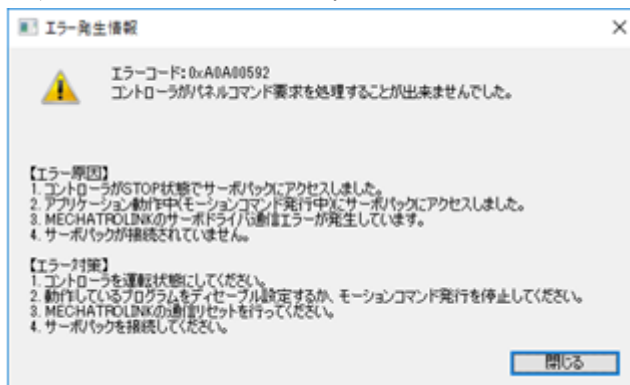 エラー発生情報
エラーコード: 0xA0A00592
コントローラがパネルコマンド要求を処理することが出来ませんでした。
【エラー原因】
1. コントローラがSTOP状態でサーボパックにアクセスしました。
2. アプリケーション動作中(モーションコマンド発行中)にサーボパックにアクセスしました。
3. MECHATROLINKのサーボドライバ通信エラーが発生しています。
4. サーボパックが接続されていません。
【エラー対策】
1. コントローラを運転状態にしてください。
2. 動作しているプログラムをディセーブル設定するか、モーションコマンド発行を停止してください。
3. MECHATROLINKの通信リセットを行ってください。
4. サーボパックを接続してください。
閉じる